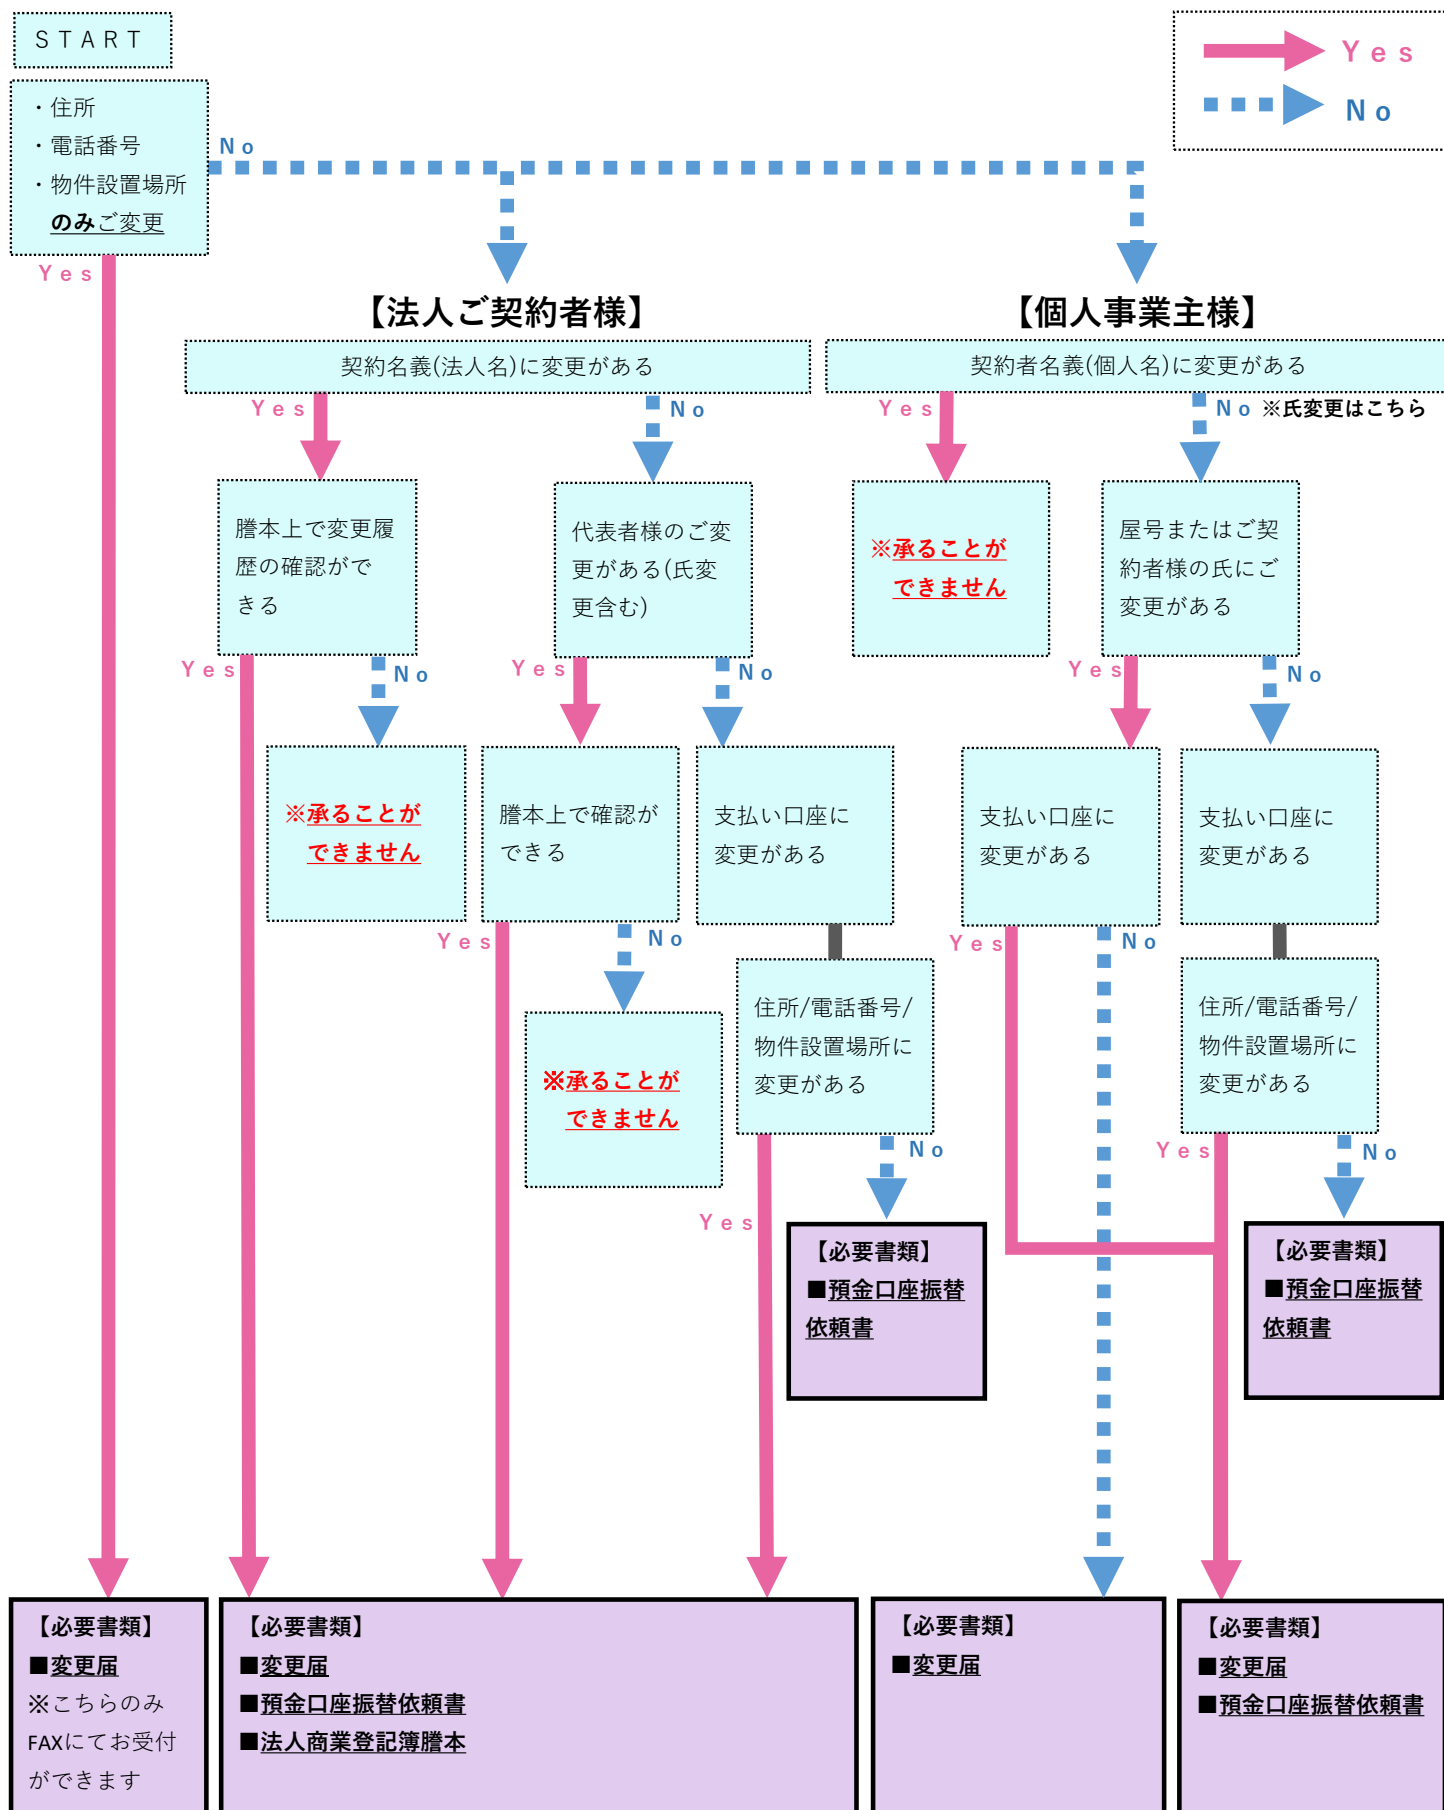 START
Yes
No
・住所
・電話番号
・物件設置場所
のみご変更
No
Yes
【法人ご契約者様】
【個人事業主様】
契約名義(法人名)に変更がある
契約者名義(個人名)に変更がある
Yes
No
Yes
No ※氏変更はこちら
謄本上で変更履
歴の確認がで
きる
代表者様のご変
更がある(氏変
更含む)
※承ることが
できません
屋号またはご契
約者様の氏にご
変更がある
Yes
No
Yes
No
Yes
No
※承ることが
できません
謄本上で確認が
できる
支払い口座に
変更がある
支払い口座に
変更がある
支払い口座に
変更がある
Yes
No
Yes
No
※承ることが
できません
住所/電話番号/
物件設置場所に
変更がある
住所/電話番号/
物件設置場所に
変更がある
Yes
No
Yes
No
【必要書類】
■預金口座振替
依頼書
【必要書類】
■預金口座振替
依頼書
【必要書類】
■変更届
※こちらのみ
FAXにてお受付
ができます
【必要書類】
■変更届
■預金口座振替依頼書
■法人商業登記簿謄本
【必要書類】
■変更届
【必要書類】
■変更届
■預金口座振替依頼書